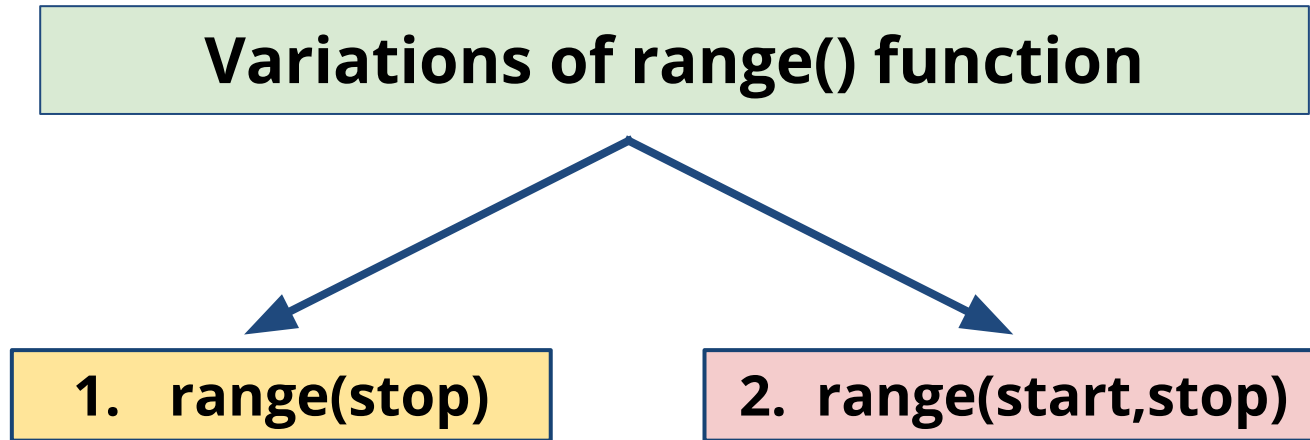 Variations of range() function
1. range(stop)
2. range(start,stop)